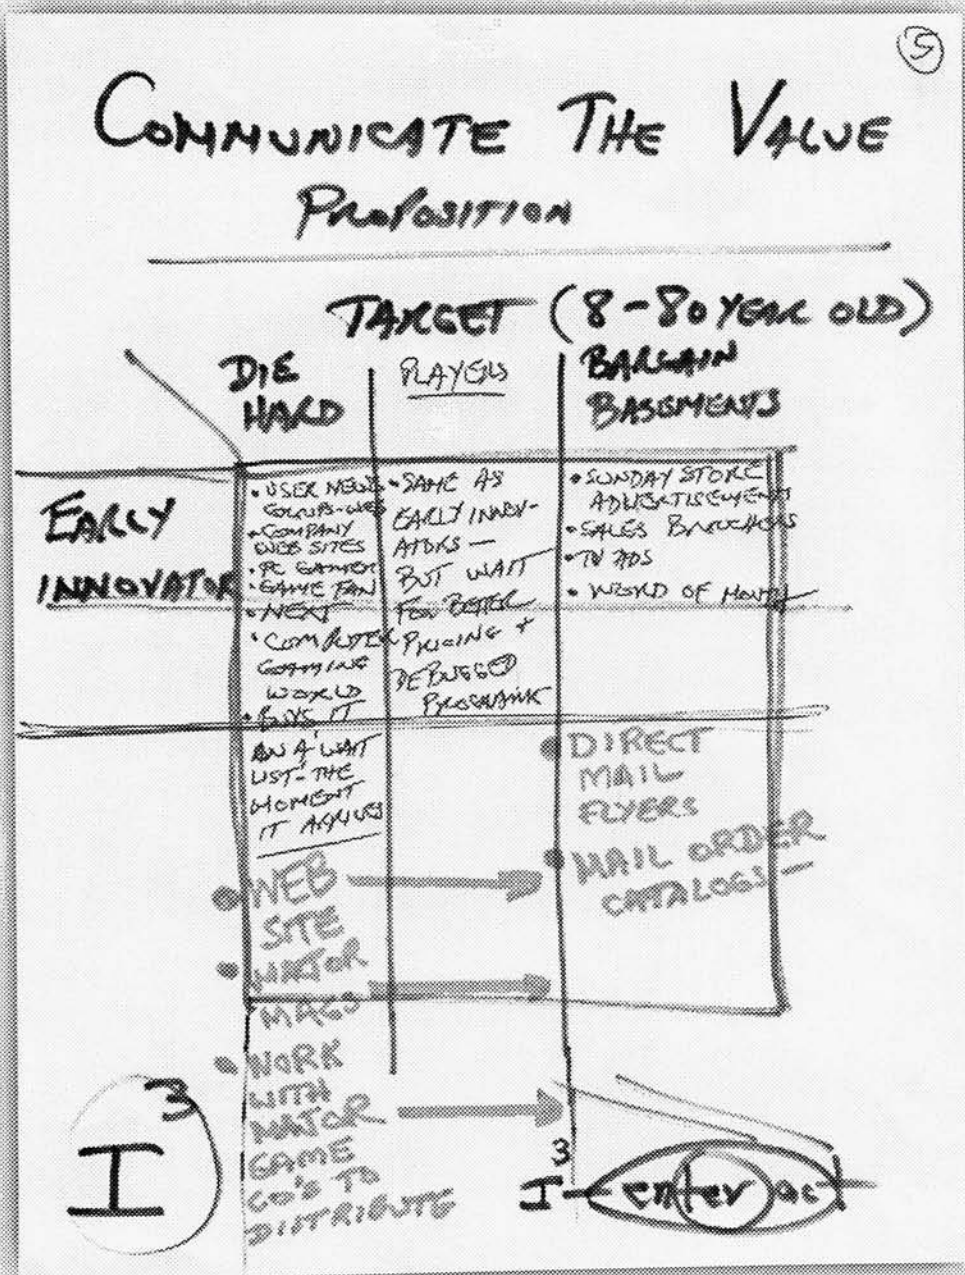 5
COMMUNICATE THE VALUE
PROPOSITION
TARGET (8-80 YEAR OLD)
DIE
HARD
PLAYERS
BARGAIN
BASEMENTS
EARLY
INNOVATOR
• USER NEWS
GROUPS-WEB
• COMPANY
WEB SITES
• PC GAMER
• GAME FAN
• NEXT
• COMPUTER
GAMING
WORLD
• BUYS IT
ON A WAIT
LIST-THE
MOMENT
IT ARRIVES
• SAME AS
EARLY INNOV-
ATORS —
BUT WAIT
FOR BETTER
PRICING +
DEBUGGED
• SUNDAY STORE
ADVERTISEMENTS
• SALES BROCHERS
• TV ADS
• WORD OF MOUTH
• WEB
SITE
• MAJOR
MAGS
• WORK
WITH
MAJOR
GAME
CO'S TO
DISTRIBUTE
• DIRECT
MAIL
FLYERS
• MAIL ORDER
CATALOGS —
I3
I3 enter act